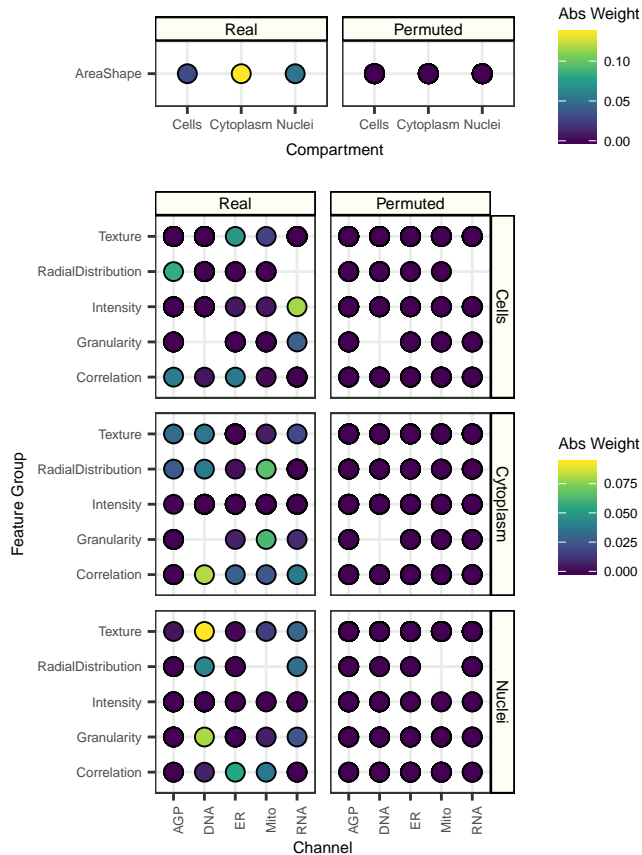 Abs Weight
0.10
0.05
0.00
Real
Permuted
AreaShape
Cells Cytoplasm Nuclei
Cells Cytoplasm Nuclei
Compartment
Real
Permuted
Feature Group
Texture
RadialDistribution
Intensity
Granularity
Correlation
Cells
Texture
RadialDistribution
Intensity
Granularity
Correlation
Cytoplasm
Texture
RadialDistribution
Intensity
Granularity
Correlation
Nuclei
AGP DNA ER Mito RNA
AGP DNA ER Mito RNA
Channel
Abs Weight
0.075
0.050
0.025
0.000